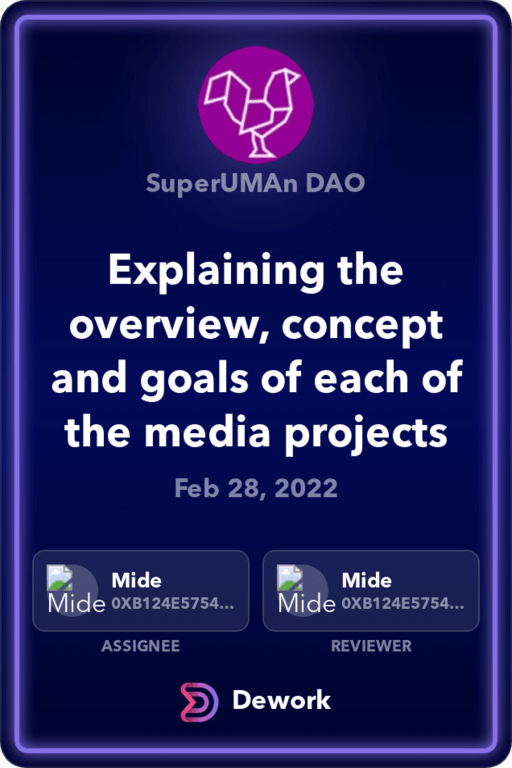 SuperUMAn DAO
Explaining the
overview, concept
and goals of each of
the media projects
Feb 28, 2022
Mide
Mide
0XB124E5754...
ASSIGNEE
Mide
Mide
0XB124E5754...
REVIEWER
Dework